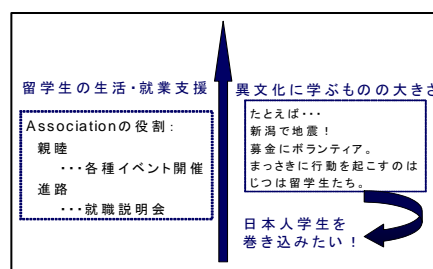 留学生の生活・就業支援
Associationの役割：
親睦
・・・各種イベント開催
進路
・・・就職説明会
異文化に学ぶものの大きさ
たとえば・・・
新潟で地震！
募金にボランティア。
まっさきに行動を起こすのは
じつは留学生たち。
日本人学生を
巻き込みたい！